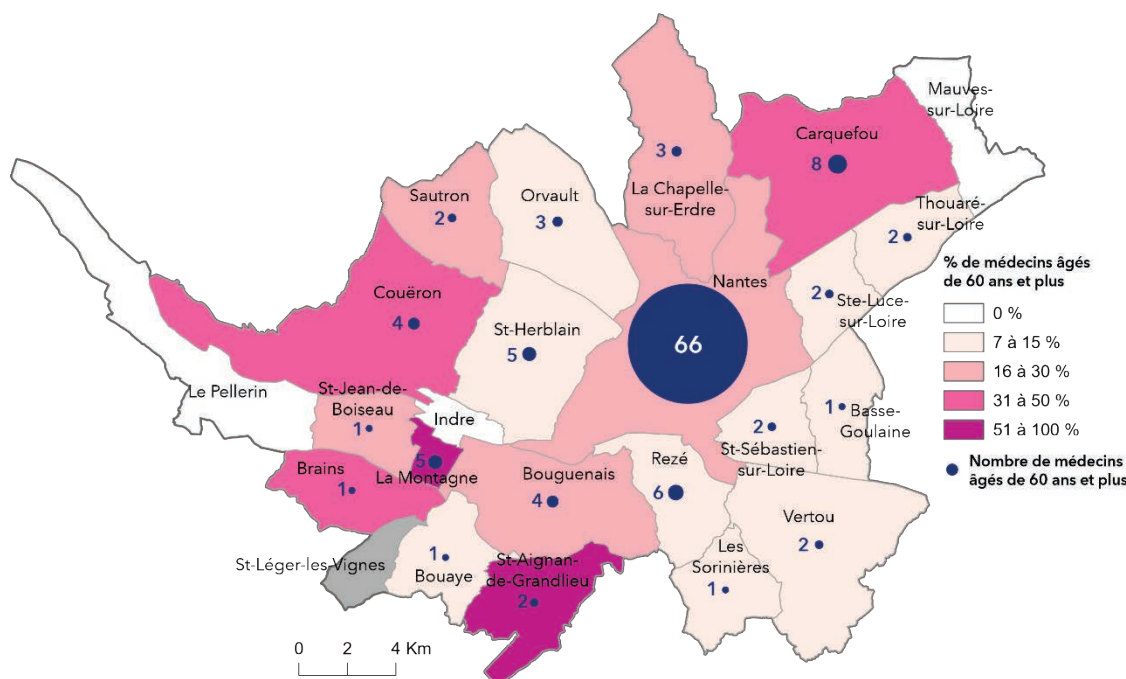 Mauves-
sur-Loire
Carquefou
8
3
La Chapelle-
sur-Erdre
Sautron
2
Orvault
3
Thouaré-
sur-Loire
2
Nantes
66
2
Ste-Luce-
sur-Loire
Couëron
4
St-Herblain
5
Le Pellerin
St-Jean-de-
Boiseau
1
Indre
1
Basse-
Goulaine
2
St-Sébastien-
sur-Loire
Brains
1
5
La Montagne
Bouguenais
4
Rezé
6
Vertou
2
St-Léger-les-Vignes
1
Bouaye
St-Aignan-
de-Grandlieu
2
Les
Sorinières
1
% de médecins âgés
de 60 ans et plus
0 %
7 à 15 %
16 à 30 %
31 à 50 %
51 à 100 %
Nombre de médecins
âgés de 60 ans et plus
0 2 4 Km